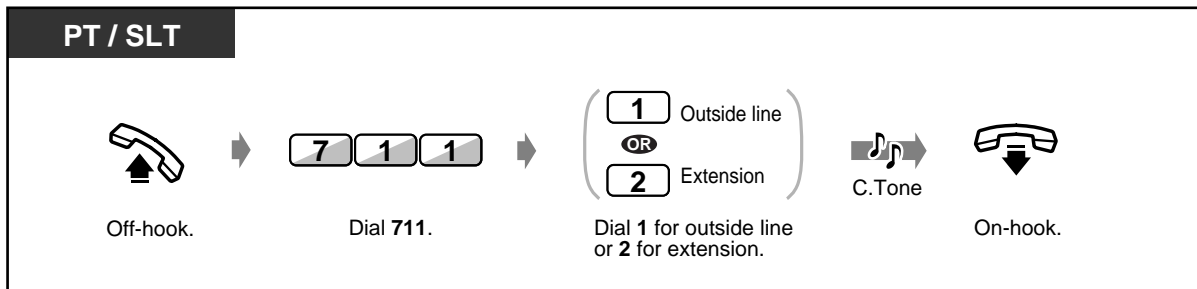 PT / SLT
1 Outside line
OR
2 Extension
7 1 1
C.Tone
Off-hook.
Dial 711.
Dial 1 for outside line
or 2 for extension.
On-hook.